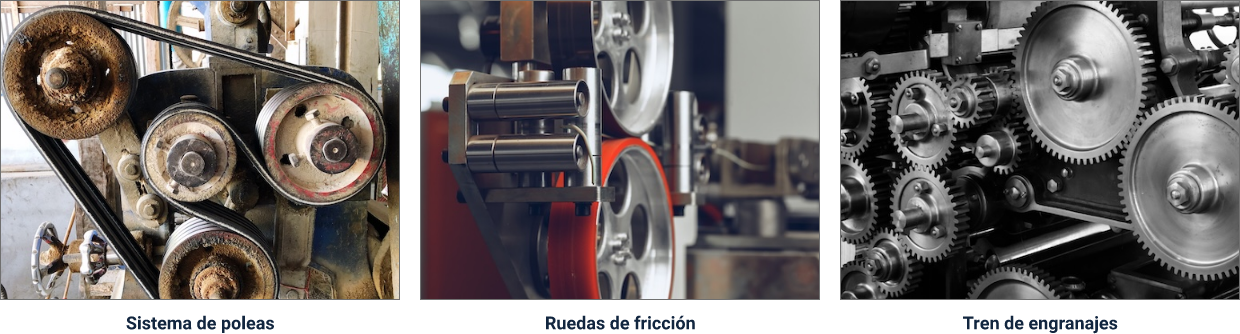 Sistema de poleas
Ruedas de fricción
Tren de engranajes